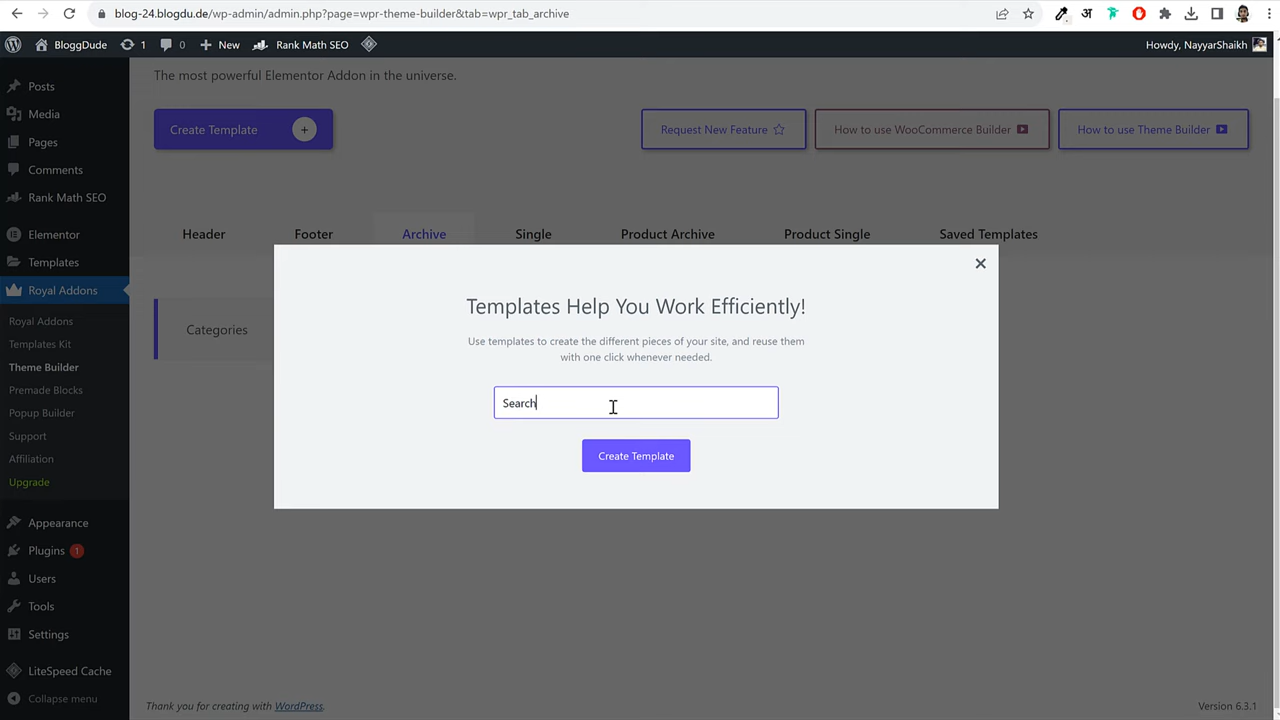 blog-24.blogdu.de/wp-admin/admin.php?page=wpr-theme-builder&tab=wpr_tab_archive
अ
BloggDude 1 0 New Rank Math SEO Howdy, NayyarShaikh
Posts
Media
Pages
Comments
Rank Math SEO
Elementor
Templates
Royal Addons
Royal Addons
Templates Kit
Theme Builder
Premade Blocks
Popup Builder
Support
Affiliation
Upgrade
Appearance
Plugins 1
Users
Tools
Settings
LiteSpeed Cache
Collapse menu
The most powerful Elementor Addon in the universe.
Create Template +
Request New Feature
How to use WooCommerce Builder
How to use Theme Builder
Header Footer Archive Single Product Archive Product Single Saved Templates
Categories
Templates Help You Work Efficiently!
Use templates to create the different pieces of your site, and reuse them
with one click whenever needed.
Search
Create Template
Thank you for creating with WordPress.
Version 6.3.1